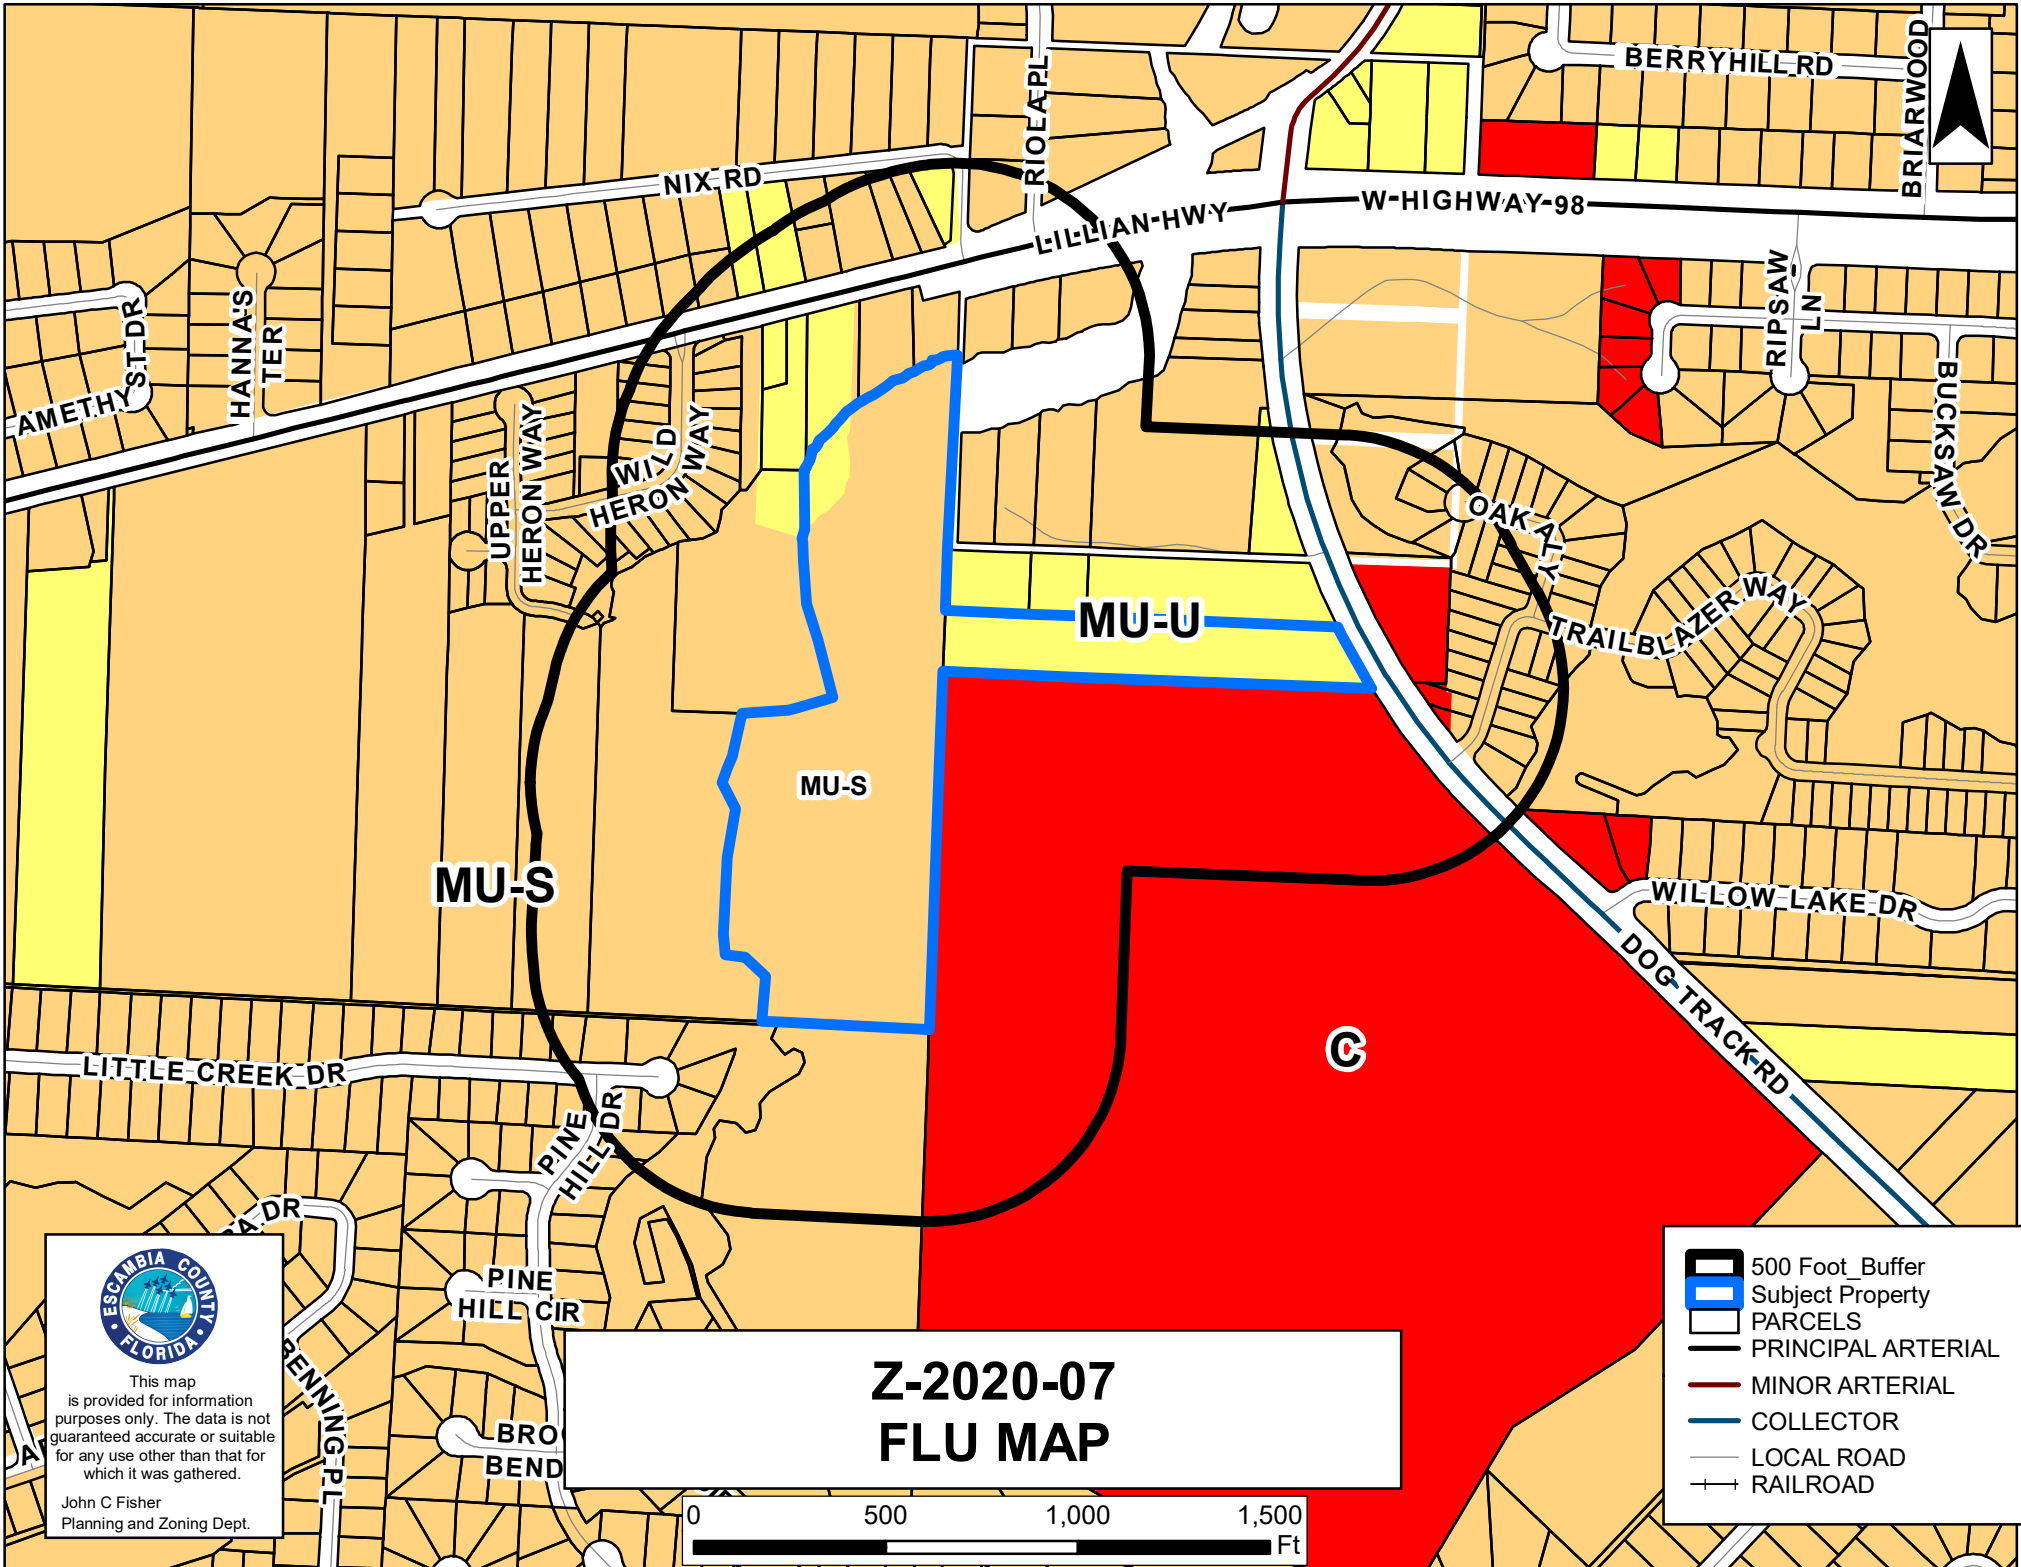 BERRYHILL RD
BRIARWOOD
RIOLA PL
NIX RD
LILLIAN HWY
W HIGHWAY 98
HANNA'S
TER
AMETHYST DR
RIPSAW
LN
BUCKSAW DR
UPPER
HERON WAY
WILD
HERON WAY
OAK ALY
TRAILBLAZER WAY
MU-U
MU-S
MU-S
WILLOW LAKE DR
DOG TRACK RD
C
LITTLE CREEK DR
PINE
HILL DR
DR
PINE
HILL CIR
BENNING PL
BEND
ESCAMBIA COUNTY
FLORIDA
This map
is provided for information
purposes only. The data is not
guaranteed accurate or suitable
for any use other than that for
which it was gathered.
John C Fisher
Planning and Zoning Dept.
Z-2020-07
FLU MAP
0 500 1,000 1,500
Ft
500 Foot_Buffer
Subject Property
PARCELS
PRINCIPAL ARTERIAL
MINOR ARTERIAL
COLLECTOR
LOCAL ROAD
RAILROAD